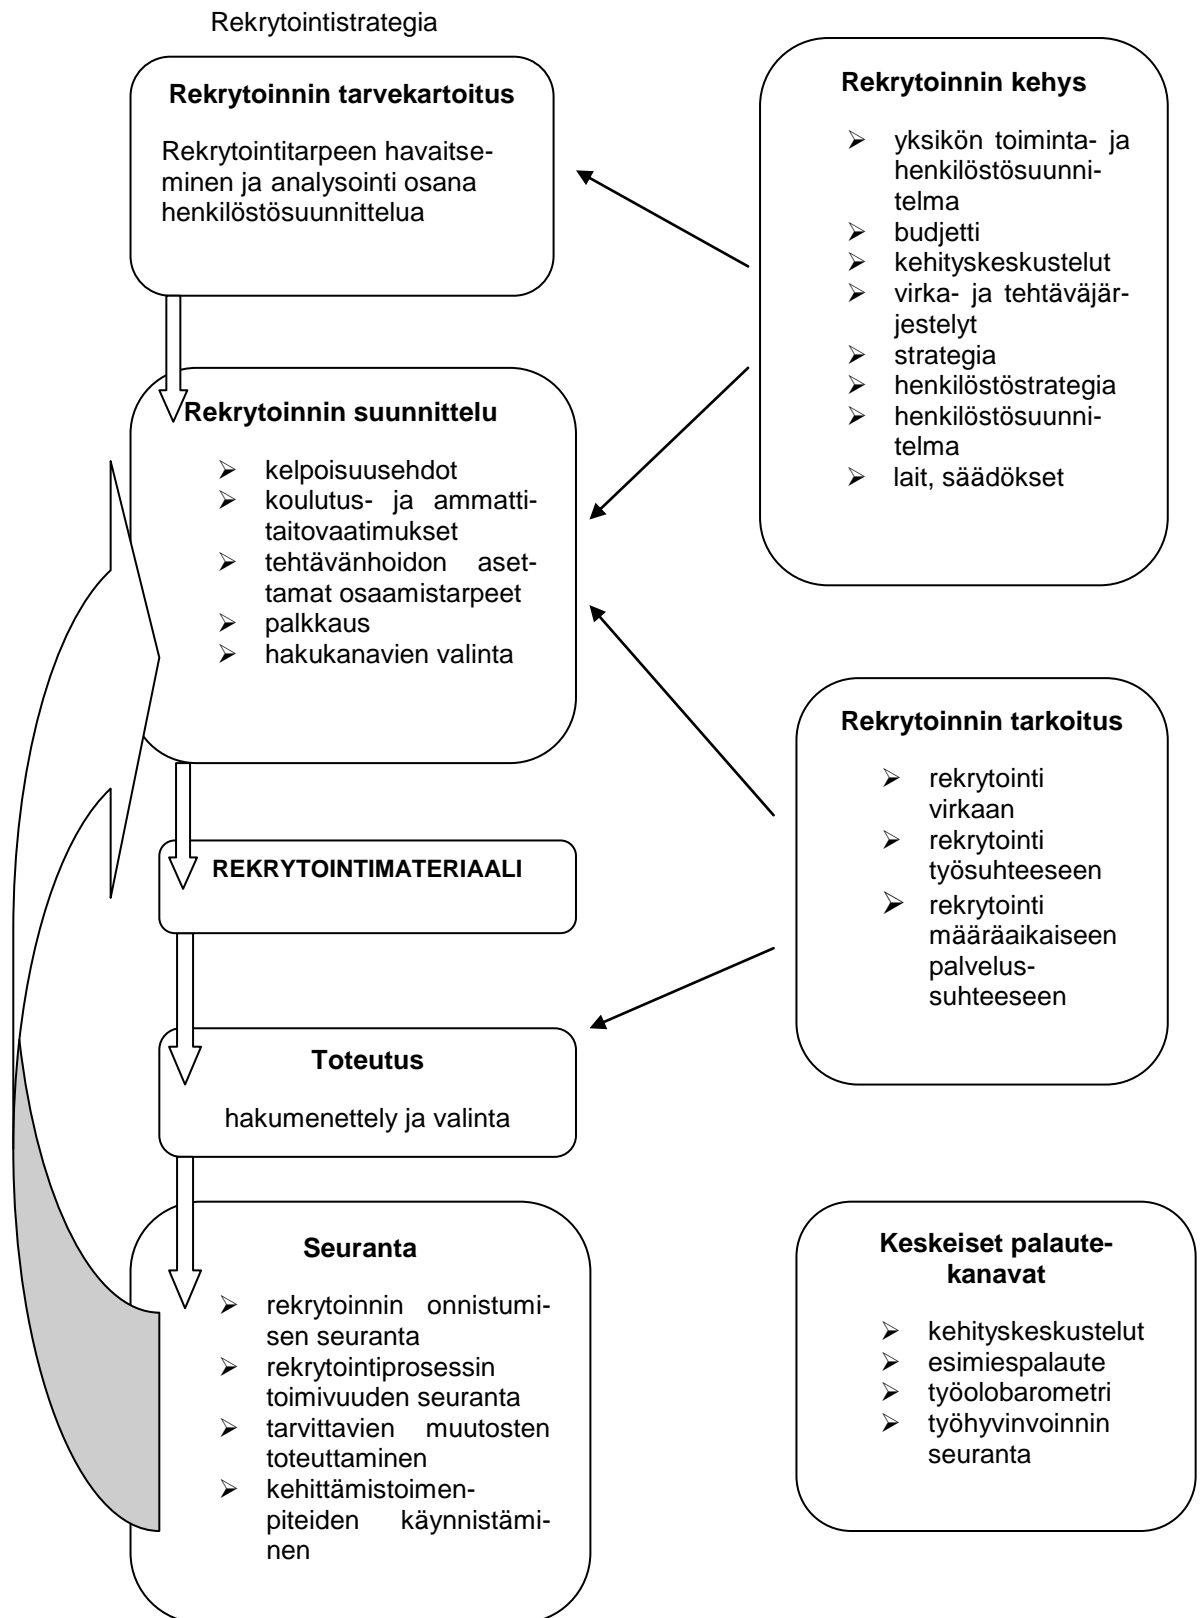 Rekrytointistrategia
Rekrytoinnin tarvekartoitus
Rekrytointitarpeen havaitse-
minen ja analysointi osana
henkilöstösuunnittelua
Rekrytoinnin suunnittelu
➢ kelpoisuusehdot
➢ koulutus- ja ammatti-
taitovaatimukset
➢ tehtävänhoidon aset-
tamat osaamistarpeet
➢ palkkaus
➢ hakukanavien valinta
REKRYTOINTIMATERIAALI
Toteutus
hakumenettely ja valinta
Seuranta
➢ rekrytoinnin onnistumi-
sen seuranta
➢ rekrytointiprosessin
toimivuuden seuranta
➢ tarvittavien muutosten
toteuttaminen
➢ kehittämistoimen-
piteiden käynnistämi-
nen
Rekrytoinnin kehys
➢ yksikön toiminta- ja
henkilöstösuunni-
telma
➢ budjetti
➢ kehityskeskustelut
➢ virka- ja tehtäväjär-
jestelyt
➢ strategia
➢ henkilöstöstrategia
➢ henkilöstösuunni-
telma
➢ lait, säädökset
Rekrytoinnin tarkoitus
➢ rekrytointi
virkaan
➢ rekrytointi
työsuhteeseen
➢ rekrytointi
määräaikaiseen
palvelus-
suhteeseen
Keskeiset palaute-
kanavat
➢ kehityskeskustelut
➢ esimiespalaute
➢ työolobarometri
➢ työhyvinvoinnin
seuranta